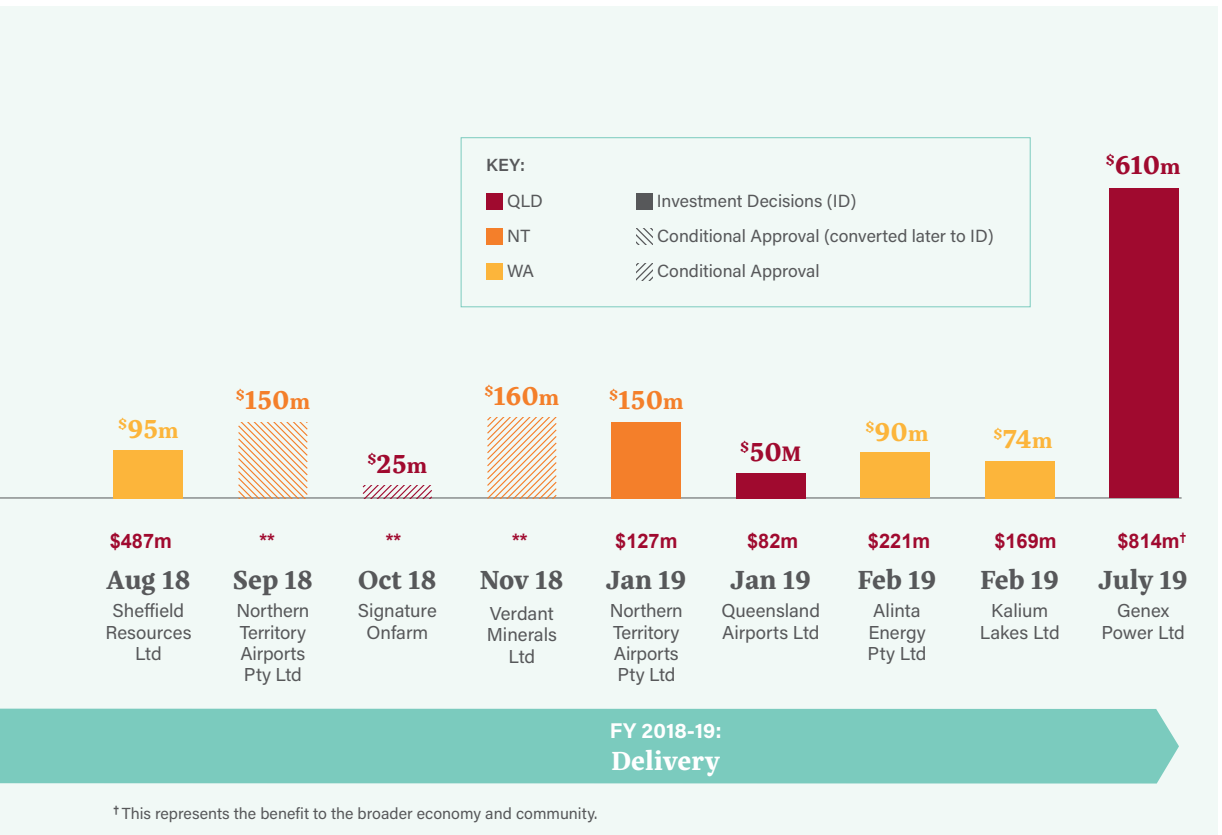 KEY:
QLD
Investment Decisions (ID)
NT
Conditional Approval (converted later to ID)
WA
Conditional Approval
$95m
$150m
$25m
$160m
$150m
$50M
$90m
$74m
$610m
$487m
**
**
**
$127m
$82m
$221m
$169m
$814m†
Aug 18
Sheffield
Resources
Ltd
Sep 18
Northern
Territory
Airports
Pty Ltd
Oct 18
Signature
Onfarm
Nov 18
Verdant
Minerals
Ltd
Jan 19
Northern
Territory
Airports
Pty Ltd
Jan 19
Queensland
Airports Ltd
Feb 19
Alinta
Energy
Pty Ltd
Feb 19
Kalium
Lakes Ltd
July 19
Genex
Power Ltd
FY 2018-19:
Delivery
† This represents the benefit to the broader economy and community.